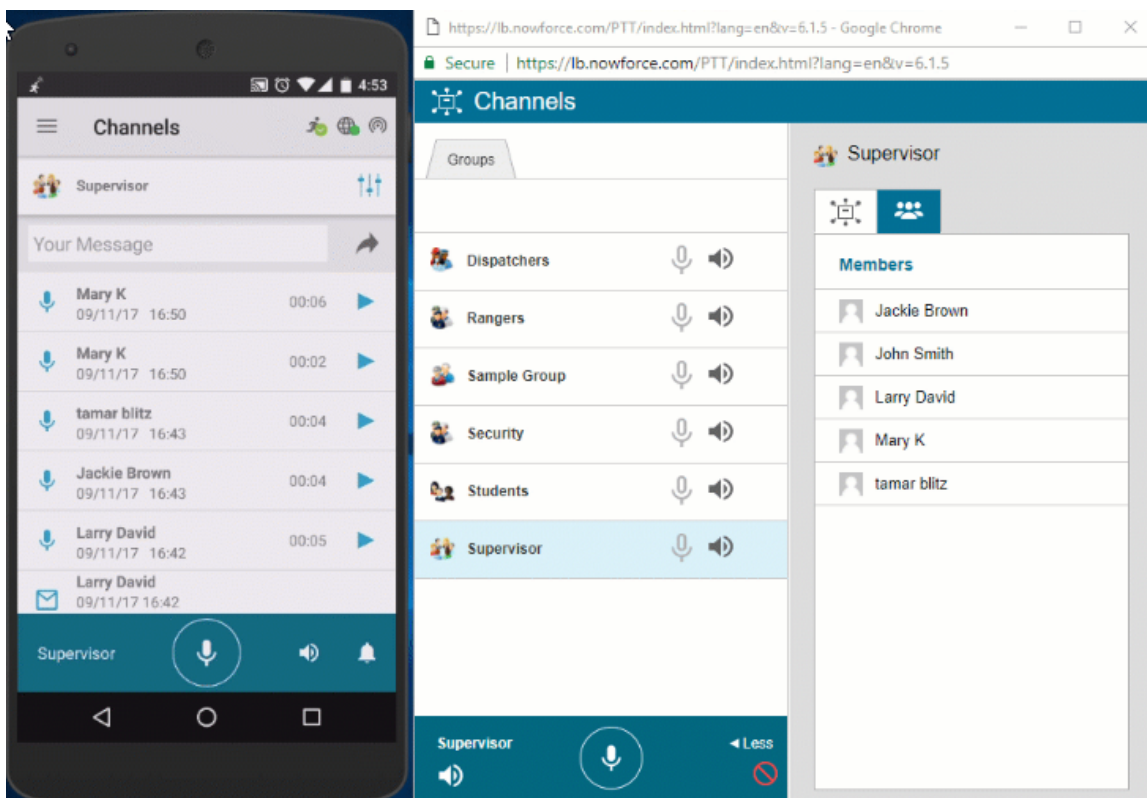 4:53
Channels
Supervisor
Your Message
Mary K
09/11/17 16:50
00:06
Mary K
09/11/17 16:50
00:02
tamar blitz
09/11/17 16:43
00:04
Jackie Brown
09/11/17 16:43
00:04
Larry David
09/11/17 16:42
00:05
Larry David
09/11/17 16:42
Supervisor
https://lb.nowforce.com/PTT/index.html?lang=en&v=6.1.5 - Google Chrome
Secure | https://lb.nowforce.com/PTT/index.html?lang=en&v=6.1.5
Channels
Groups
Dispatchers
Rangers
Sample Group
Security
Students
Supervisor
Supervisor
Less
Supervisor
Members
Jackie Brown
John Smith
Larry David
Mary K
tamar blitz